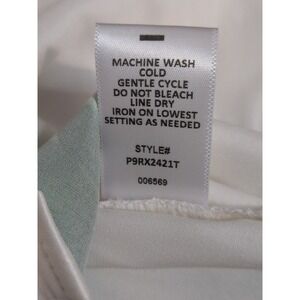 MACHINE WASH
COLD
GENTLE CYCLE
DO NOT BLEACH
LINE DRY
IRON ON LOWEST
SETTING AS NEEDED
STYLE#
P9RX2421T
006569